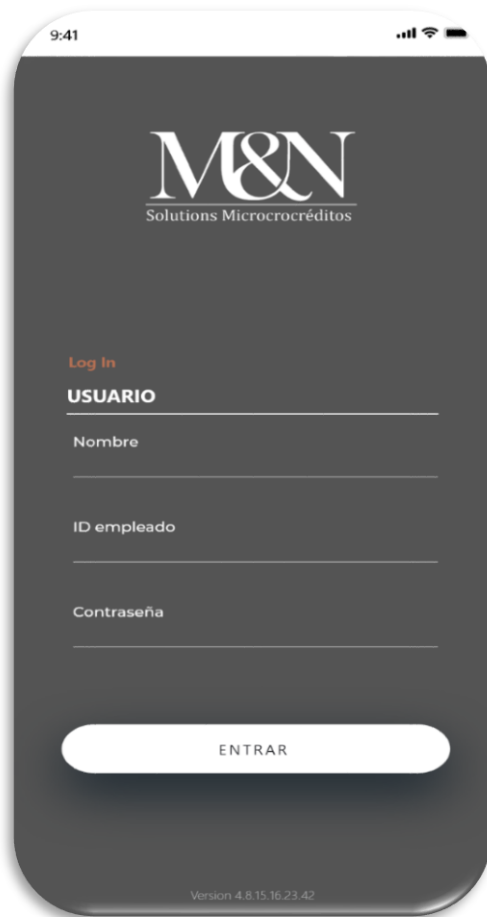 9:41
M&N
Solutions Microcrocréditos
Log In
USUARIO
Nombre
ID empleado
Contraseña
ENTRAR
Version 4.8.15.16.23.42